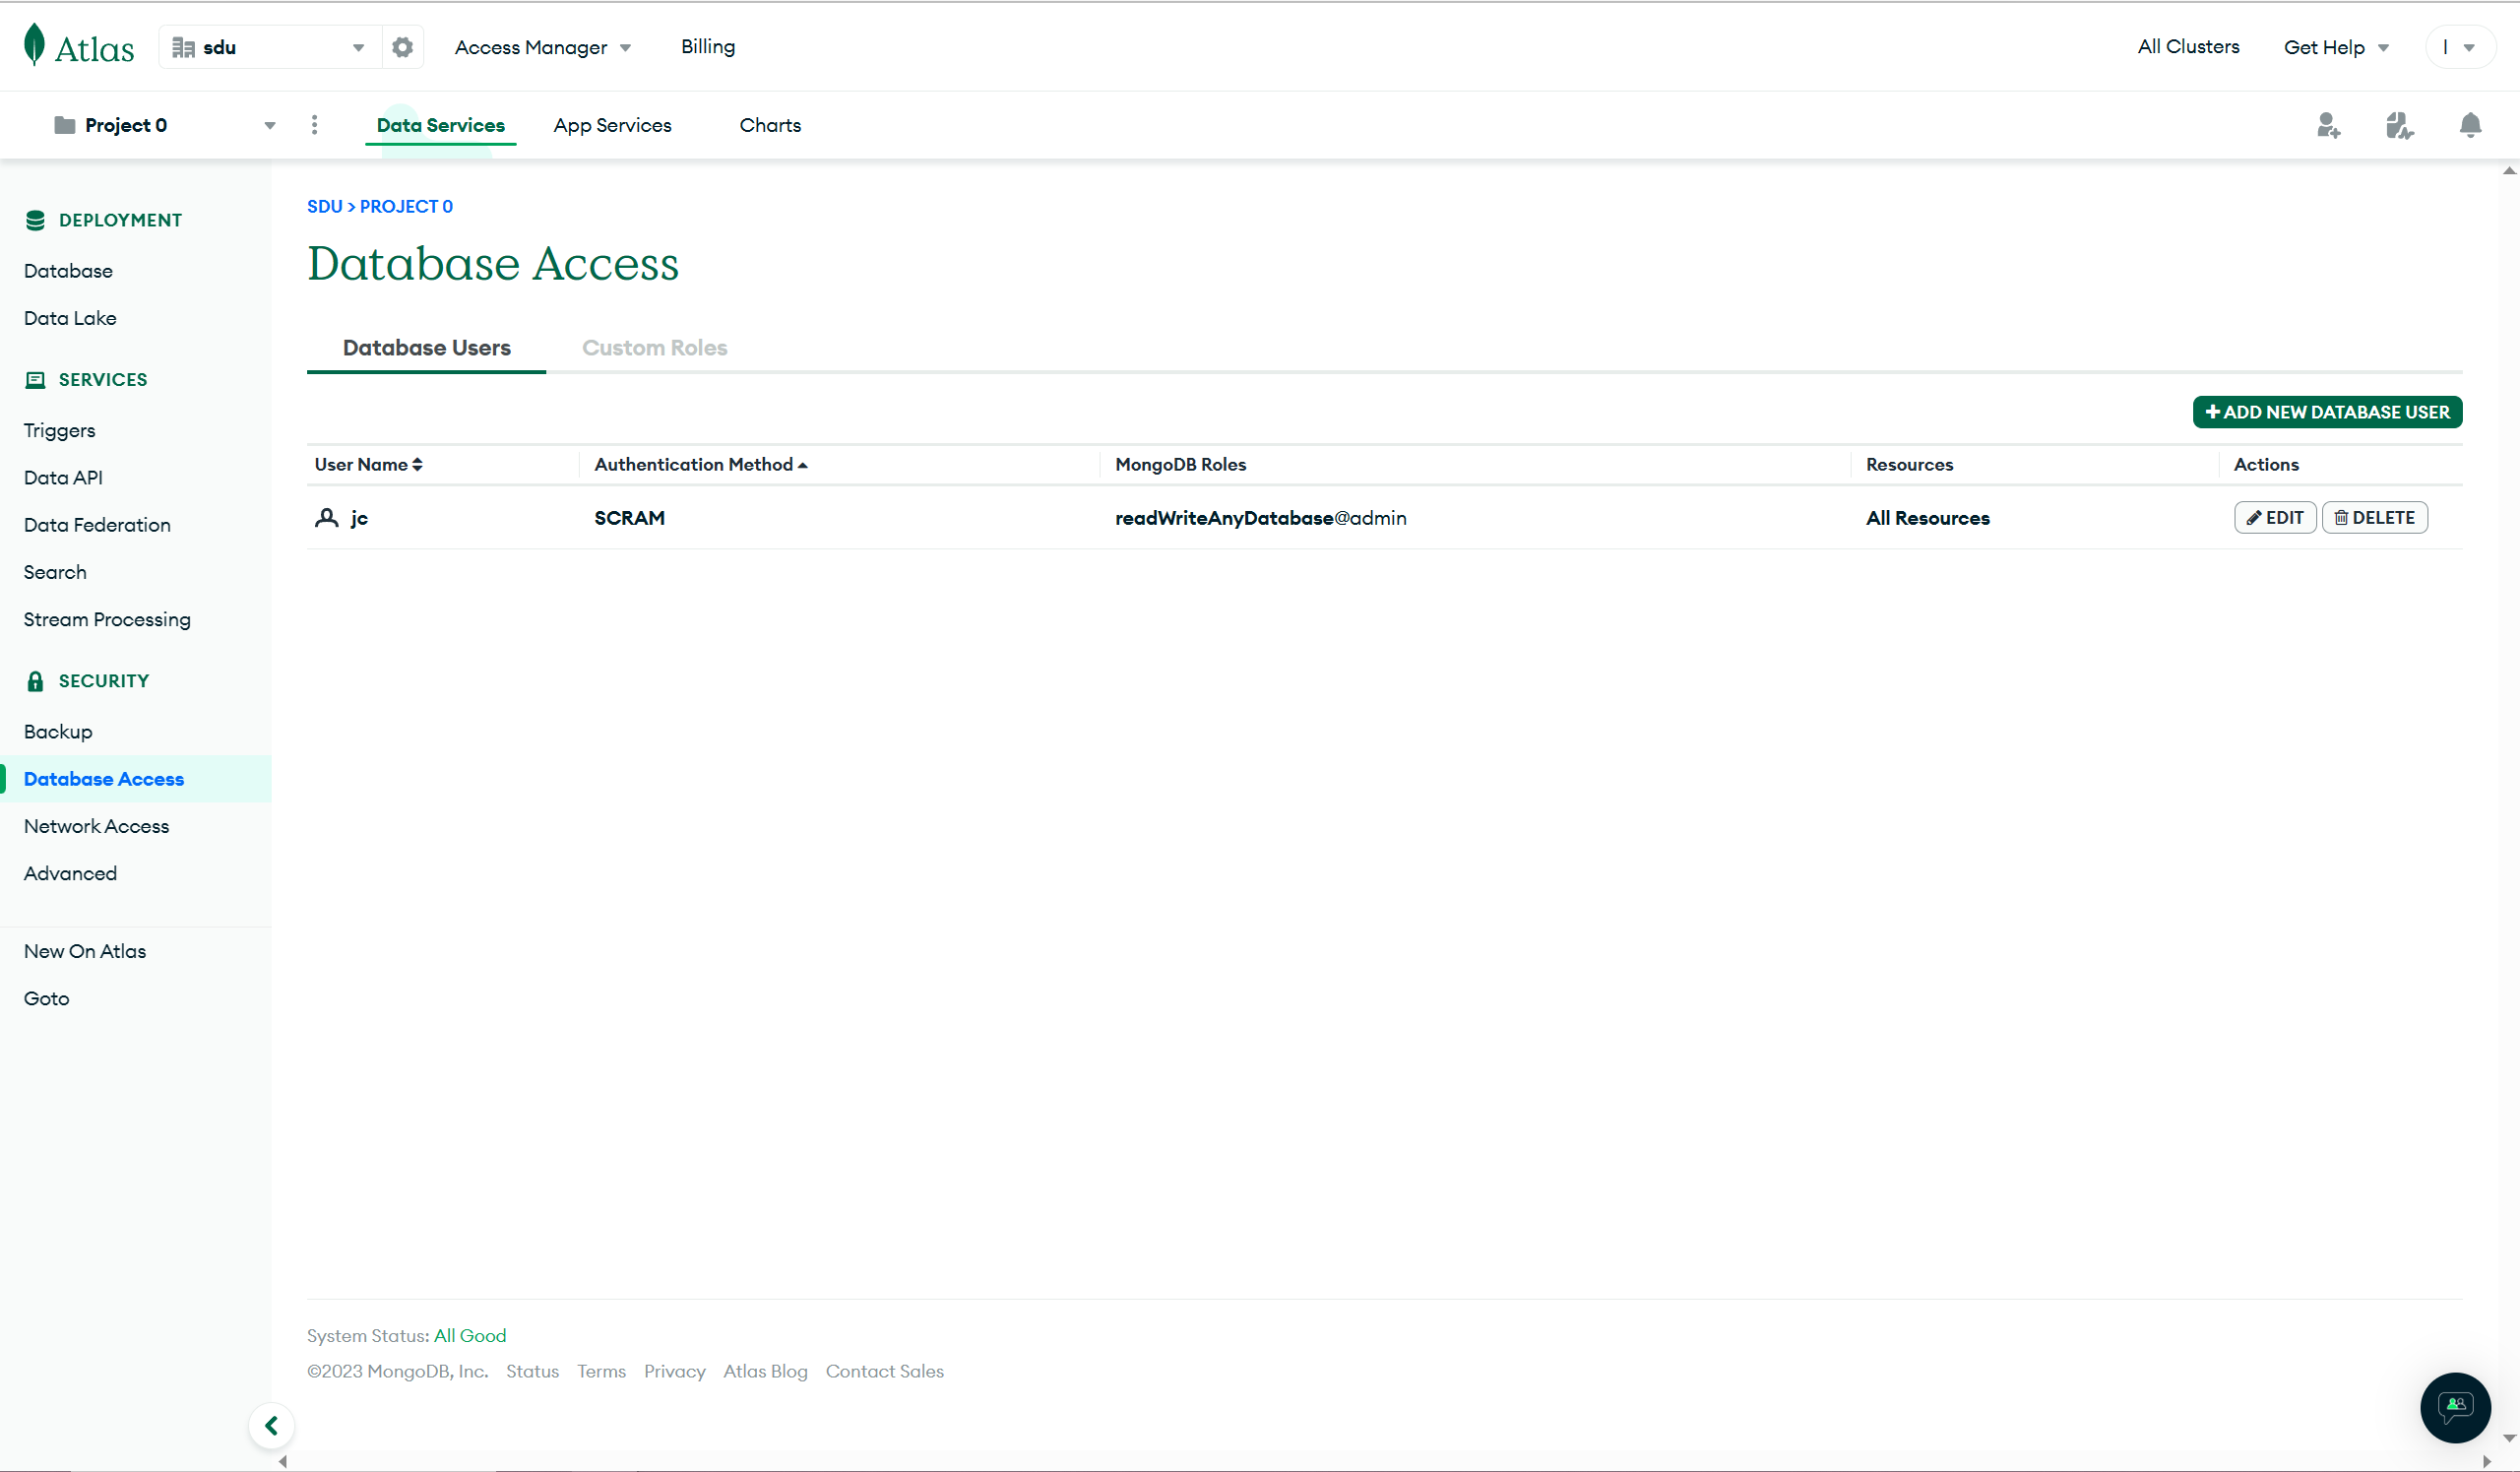 Atlas
sdu
Access Manager
Billing
All Clusters
Get Help
I
Project 0
Data Services
App Services
Charts
DEPLOYMENT
Database
Data Lake
SERVICES
Triggers
Data API
Data Federation
Search
Stream Processing
SECURITY
Backup
Database Access
Network Access
Advanced
New On Atlas
Goto
SDU > PROJECT 0
Database Access
Database Users
Custom Roles
ADD NEW DATABASE USER
User Name Authentication Method MongoDB Roles Resources Actions
jc SCRAM readWriteAnyDatabase@admin All Resources EDIT DELETE
System Status: All Good
©2023 MongoDB, Inc. Status Terms Privacy Atlas Blog Contact Sales